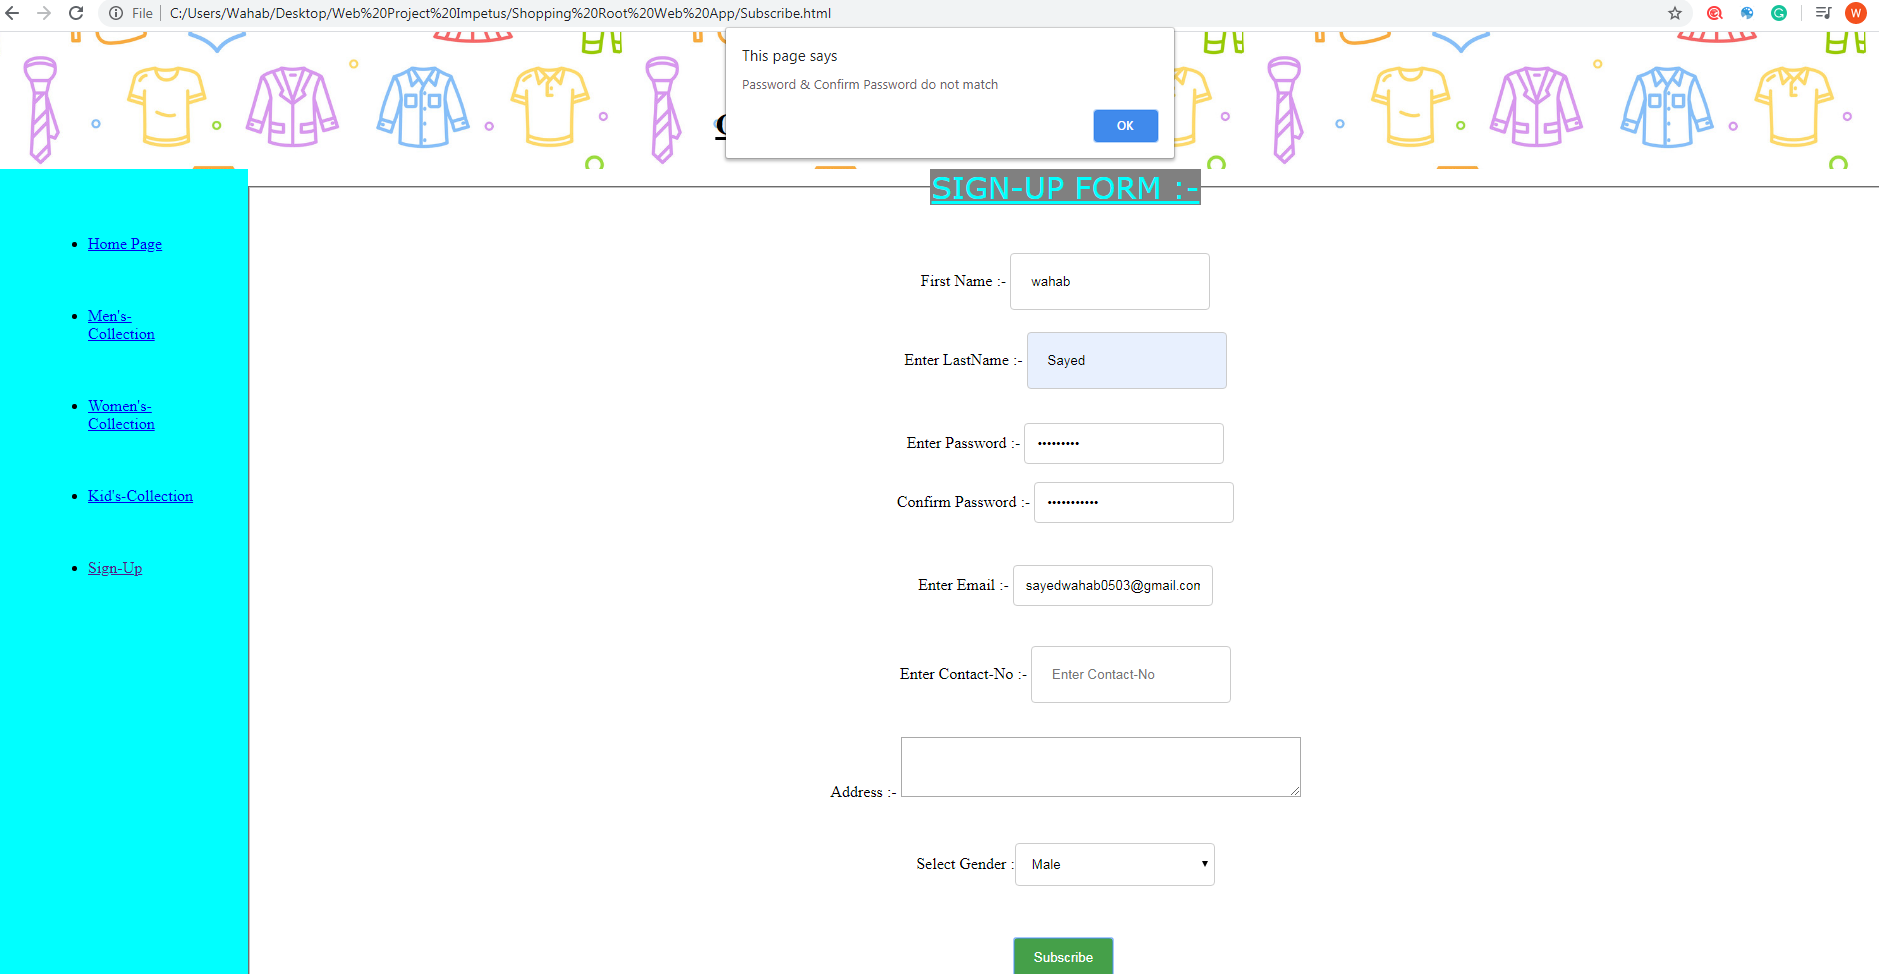 File
C:/Users/Wahab/Desktop/Web%20Project%20Impetus/Shopping%20Root%20Web%20App/Subscribe.html
W
This page says
Password & Confirm Password do not match
OK
SIGN-UP FORM :-
Home Page
Men's-
Collection
Women's-
Collection
Kid's-Collection
Sign-Up
First Name :- wahab
Enter LastName :- Sayed
Enter Password :- •••••••••
Confirm Password :- •••••••••••
Enter Email :- sayedwahab0503@gmail.com
Enter Contact-No :- Enter Contact-No
Address :-
Select Gender : Male
Subscribe